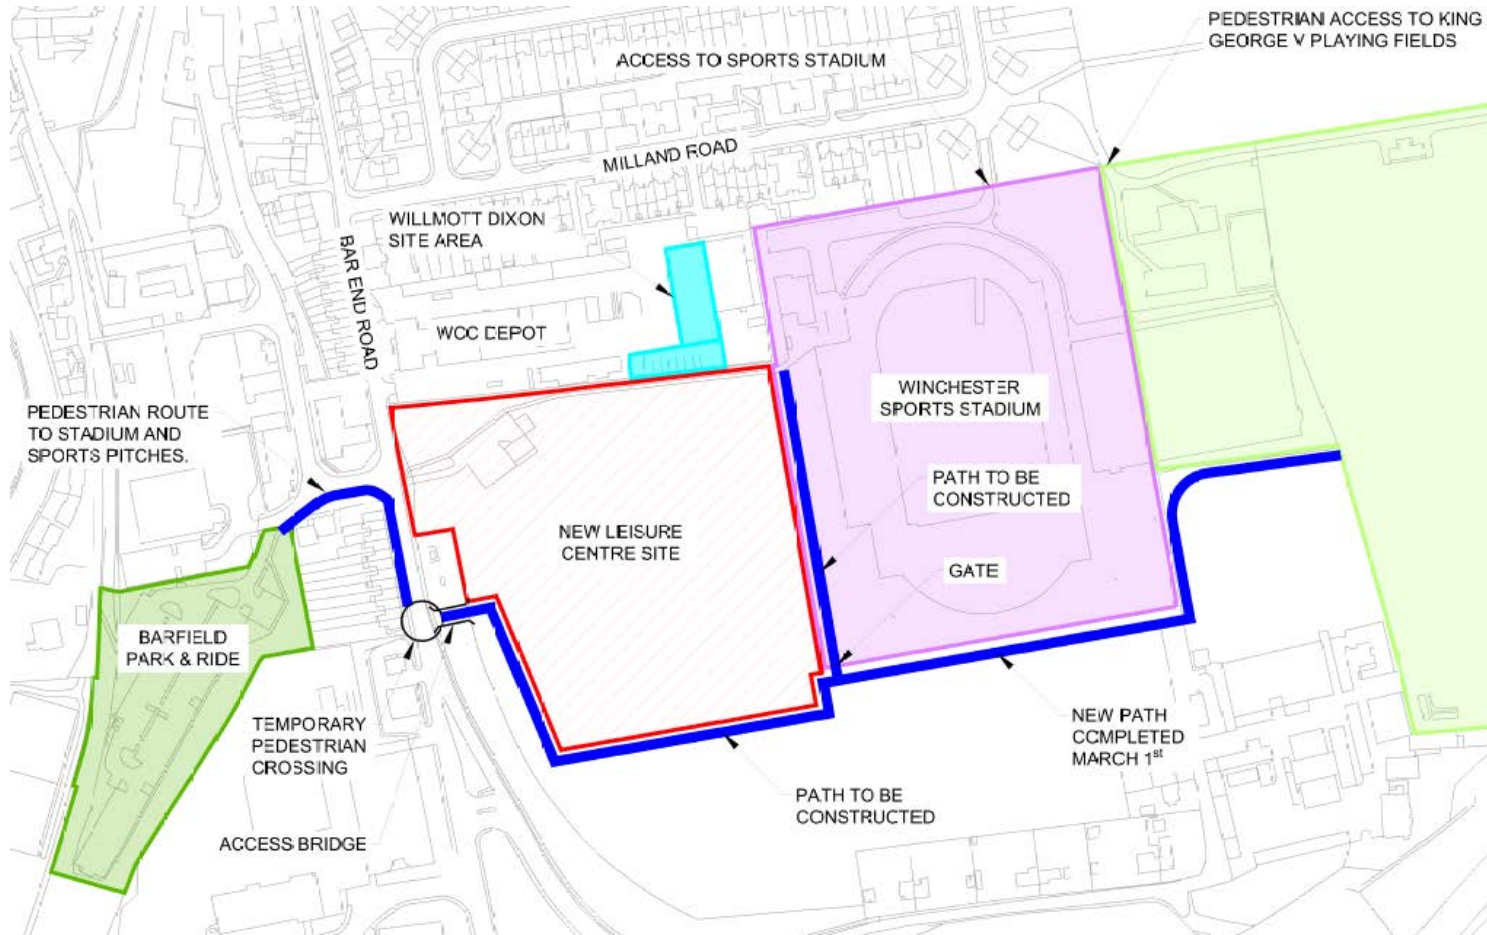 PEDESTRIAN ACCESS TO KING
GEORGE V PLAYING FIELDS
ACCESS TO SPORTS STADIUM
MILLAND ROAD
WILLMOTT DIXON
SITE AREA
BAR END ROAD
WCC DEPOT
WINCHESTER
SPORTS STADIUM
PEDESTRIAN ROUTE
TO STADIUM AND
SPORTS PITCHES.
PATH TO BE
CONSTRUCTED
NEW LEISURE
CENTRE SITE
GATE
BARFIELD
PARK & RIDE
TEMPORARY
PEDESTRIAN
CROSSING
NEW PATH
COMPLETED
MARCH 1st
PATH TO BE
CONSTRUCTED
ACCESS BRIDGE